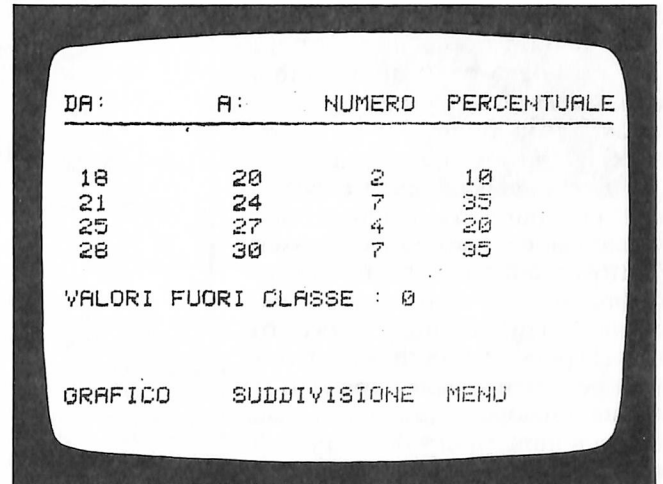 DA: A: NUMERO PERCENTUALE
18 20 2 10
21 24 7 35
25 27 4 20
28 30 7 35
VALORI FUORI CLASSE : 0
GRAFICO SUDDIVISIONE MENU